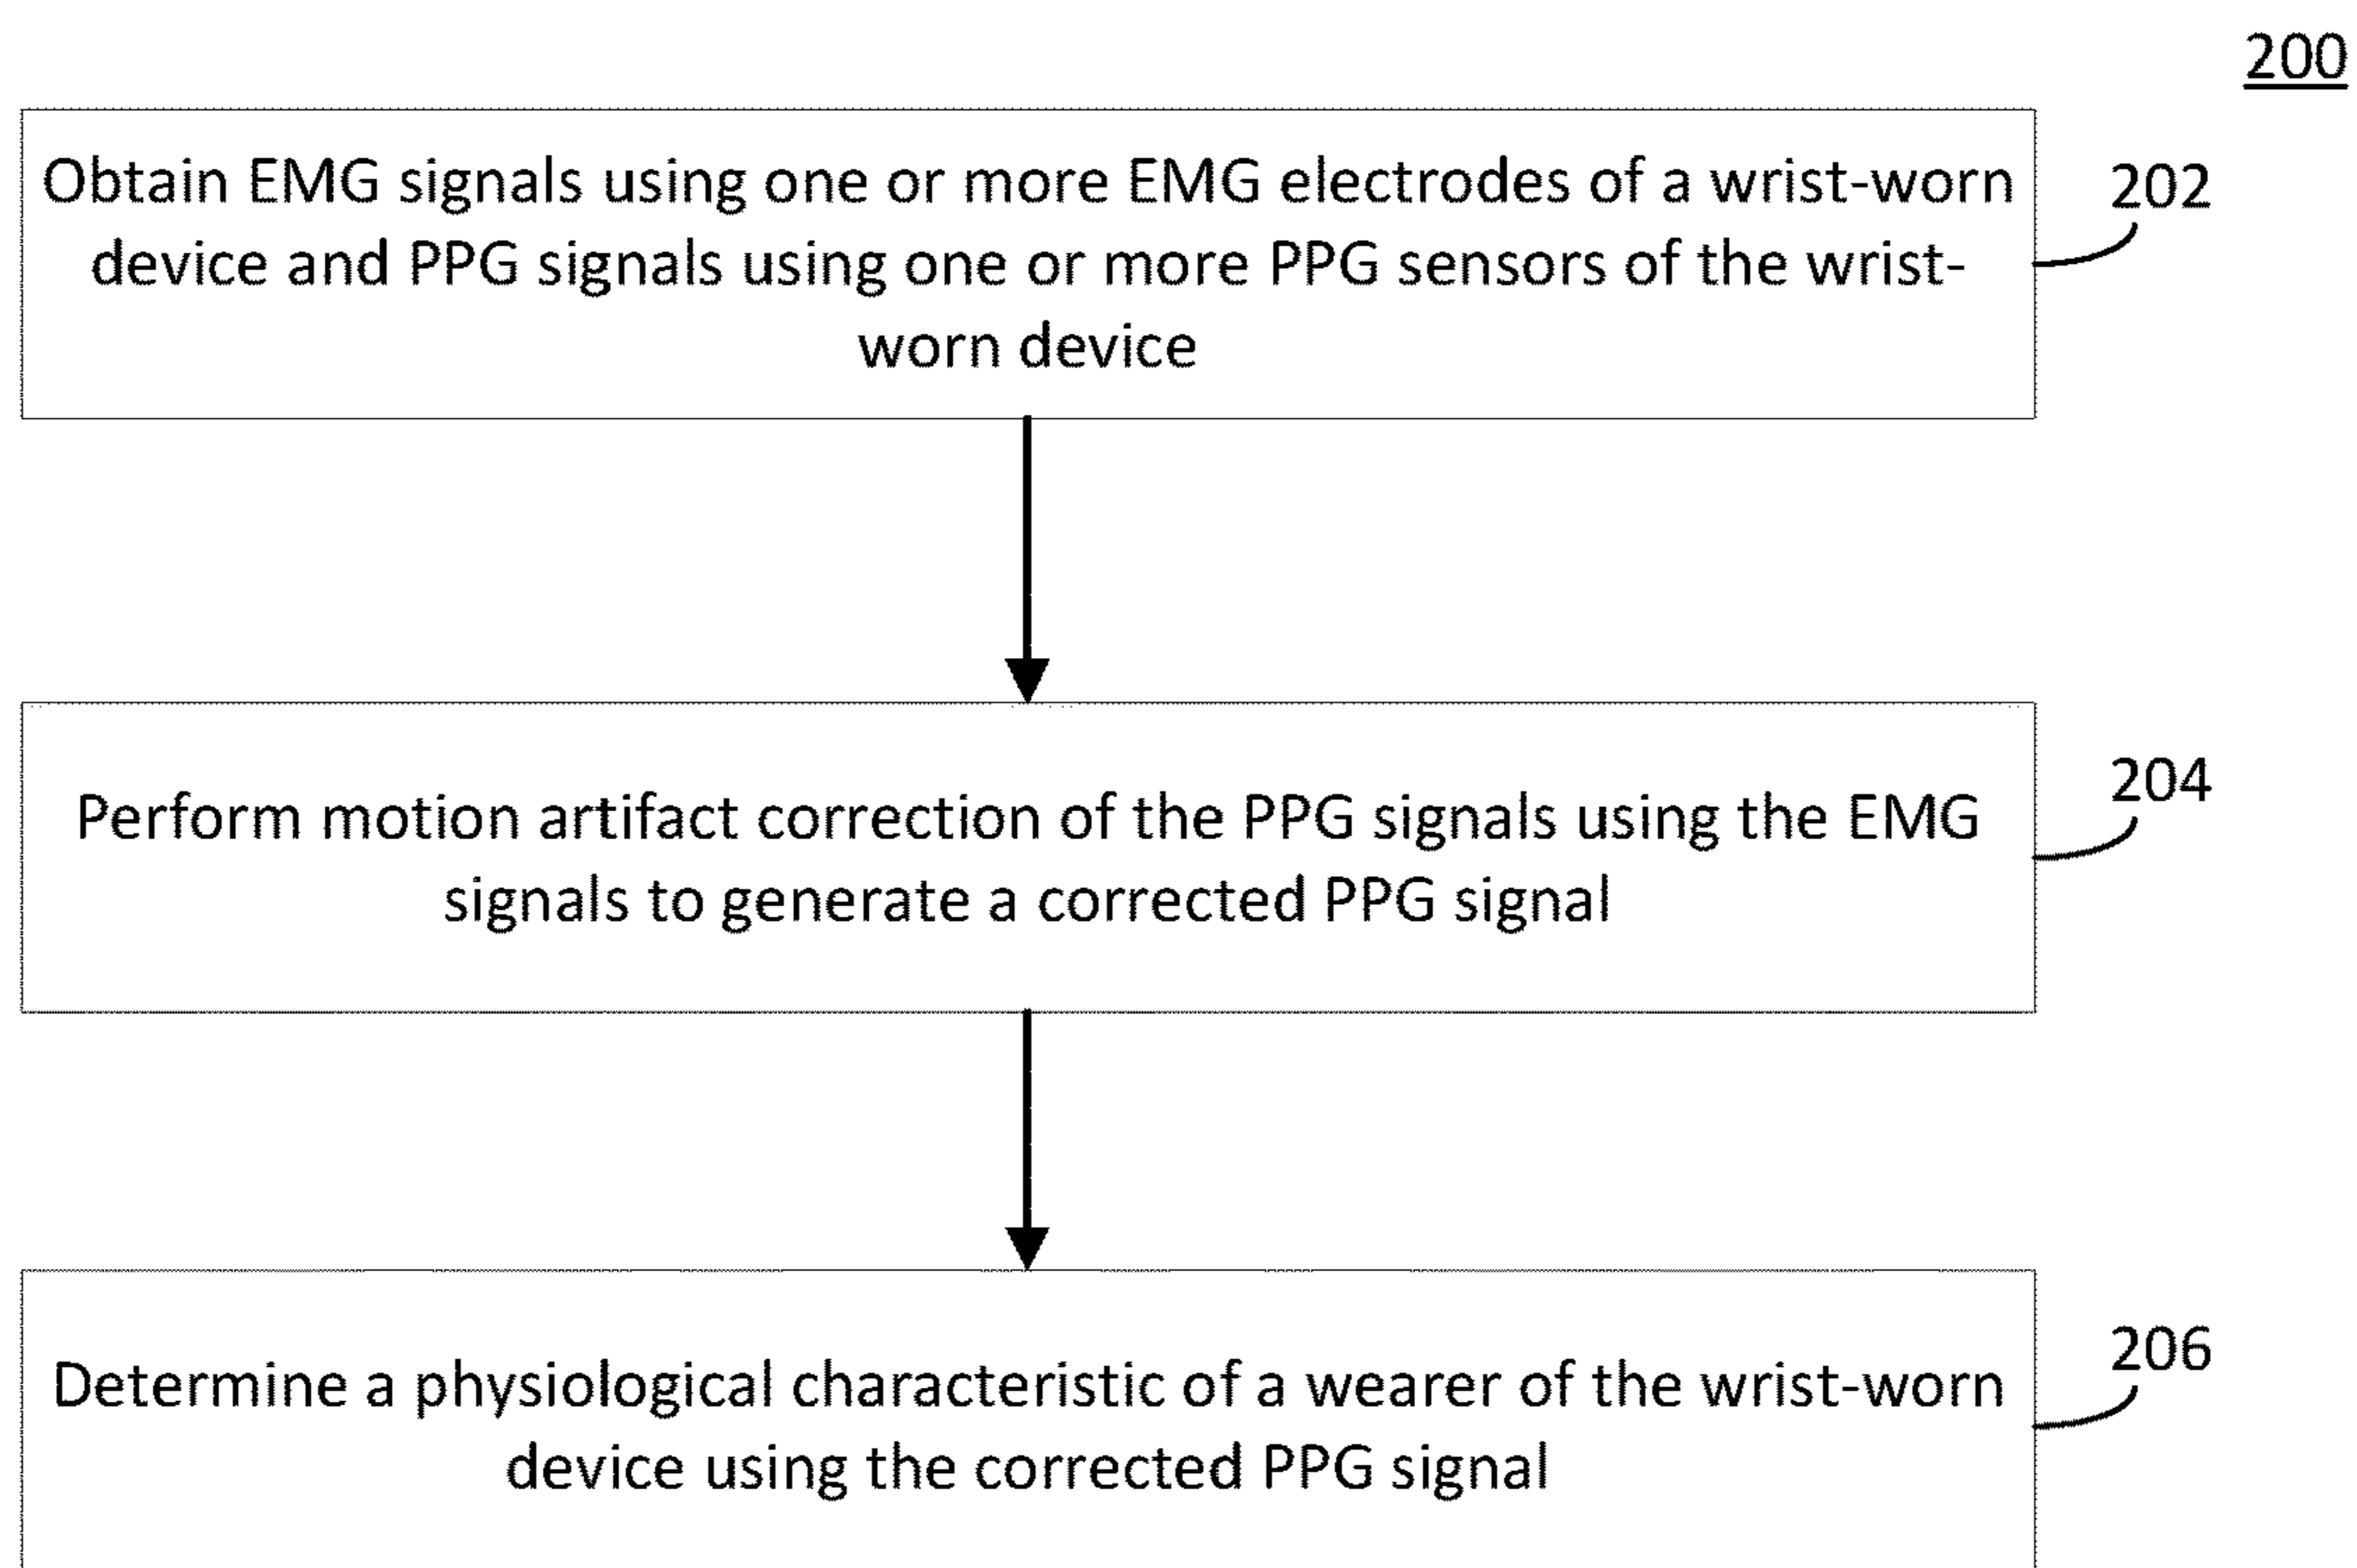 200
Obtain EMG signals using one or more EMG electrodes of a wrist-worn
202
device and PPG signals using one or more PPG sensors of the wrist-
worn device
204
Perform motion artifact correction of the PPG signals using the EMG
signals to generate a corrected PPG signal
206
Determine a physiological characteristic of a wearer of the wrist-worn
device using the corrected PPG signal